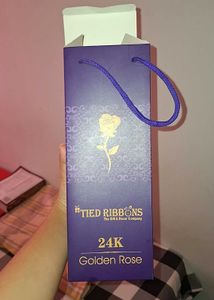 TIED RIBBONS
The Gift & Decor Company
24K
Golden Rose